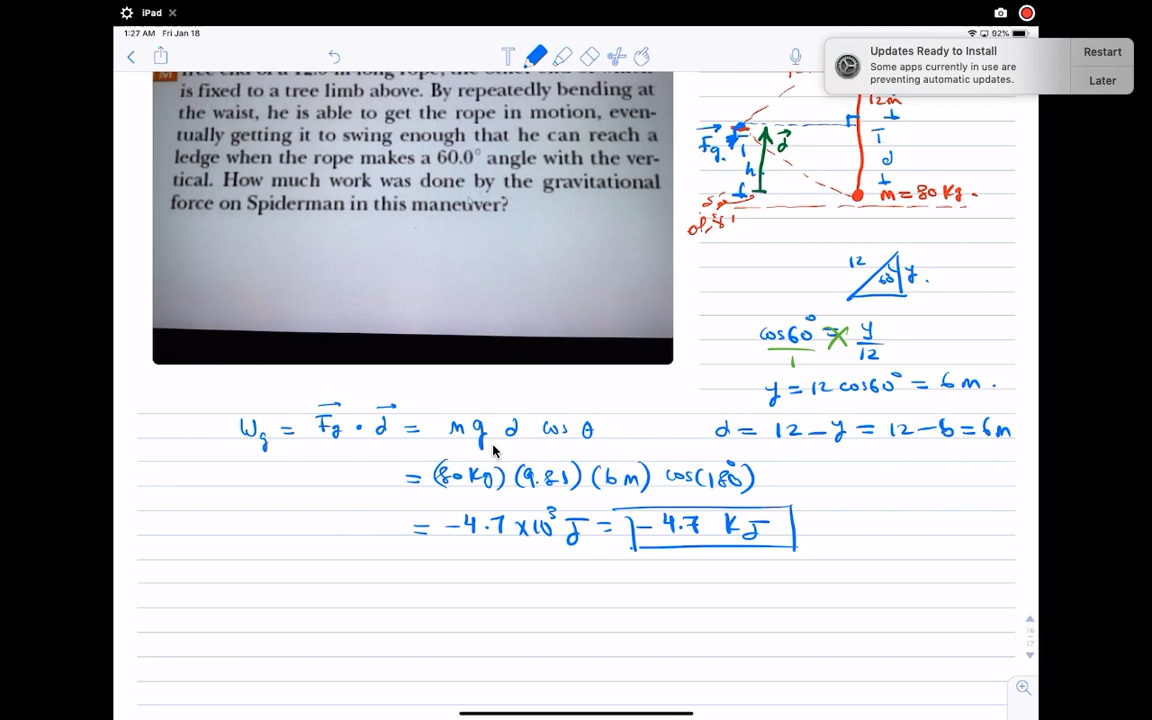 iPad
1:27 AM Fri Jan 18
92%
Updates Ready to Install
Some apps currently in use are
preventing automatic updates.
Restart
Later
is fixed to a tree limb above. By repeatedly bending at
the waist, he is able to get the rope in motion, even-
tually getting it to swing enough that he can reach a
ledge when the rope makes a 60.0° angle with the ver-
tical. How much work was done by the gravitational
force on Spiderman in this maneuver?
12m
Fg
d
h
d
m = 80 Kg.
12
60
y.
cos60° = y/12
1
y = 12 cos60° = 6 m.
Wg = Fg • d = mg d cos θ
d = 12 – y = 12 – 6 = 6m
= (80 Kg) (9.81) (6 m) cos(180°)
= -4.7 x10³ J = -4.7 KJ
16
17